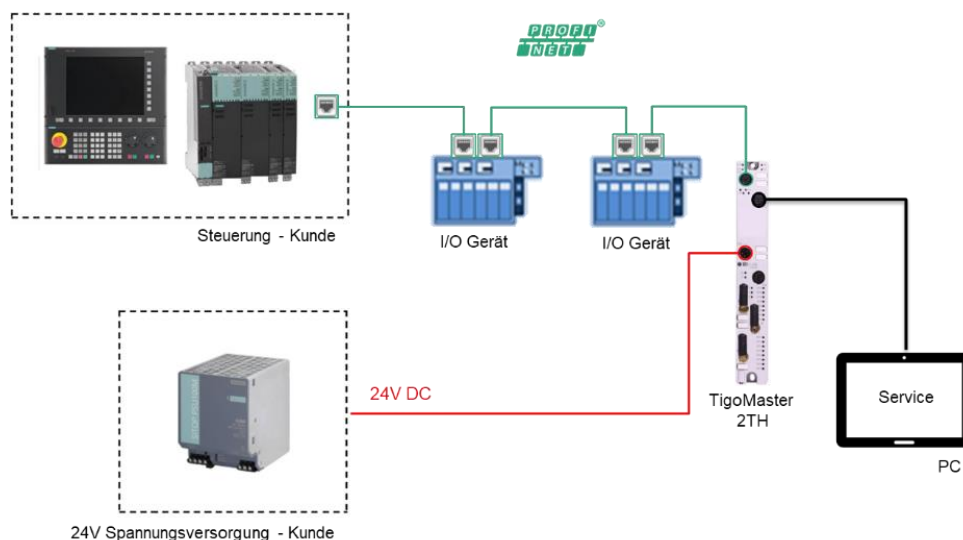 PROFI®
NET
Steuerung - Kunde
I/O Gerät
I/O Gerät
24V DC
TigoMaster
2TH
Service
PC
24V Spannungsversorgung - Kunde